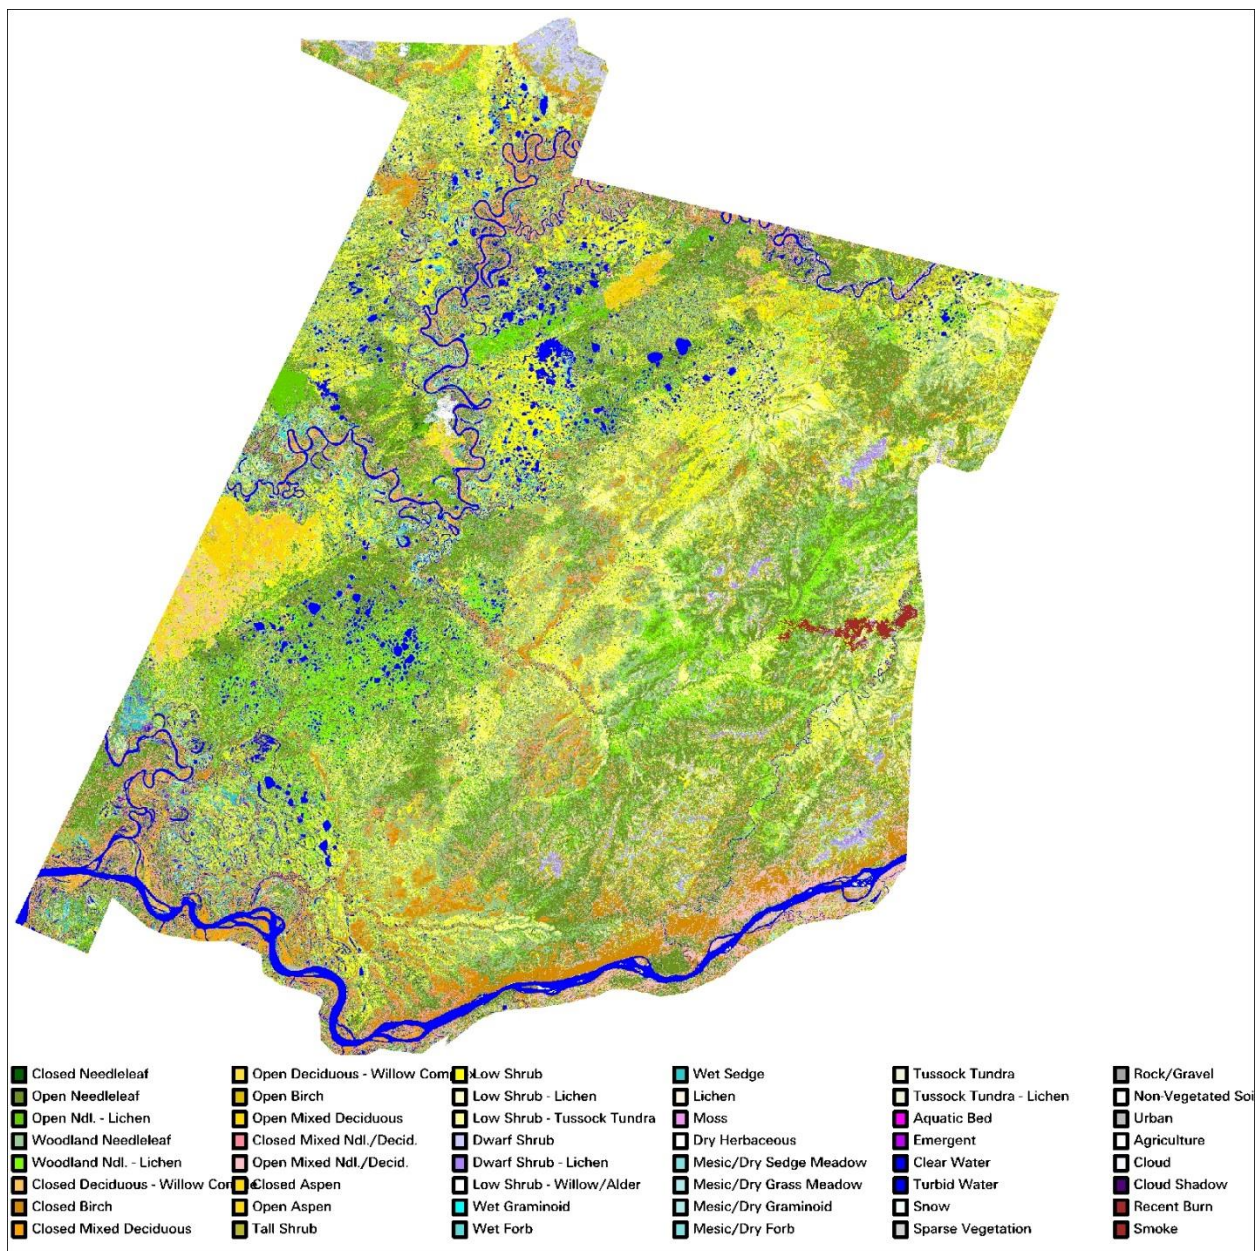 Closed Needleleaf
Open Needleleaf
Open Ndl. - Lichen
Woodland Needleleaf
Woodland Ndl. - Lichen
Closed Deciduous - Willow Com
Closed Birch
Closed Mixed Deciduous
Open Deciduous - Willow Com
Open Birch
Open Mixed Deciduous
Closed Mixed Ndl./Decid.
Open Mixed Ndl./Decid.
Closed Aspen
Open Aspen
Tall Shrub
Low Shrub
Low Shrub - Lichen
Low Shrub - Tussock Tundra
Dwarf Shrub
Dwarf Shrub - Lichen
Low Shrub - Willow/Alder
Wet Graminoid
Wet Forb
Wet Sedge
Lichen
Moss
Dry Herbaceous
Mesic/Dry Sedge Meadow
Mesic/Dry Grass Meadow
Mesic/Dry Graminoid
Mesic/Dry Forb
Tussock Tundra
Tussock Tundra - Lichen
Aquatic Bed
Emergent
Clear Water
Turbid Water
Snow
Sparse Vegetation
Rock/Gravel
Non-Vegetated Soi
Urban
Agriculture
Cloud
Cloud Shadow
Recent Burn
Smoke